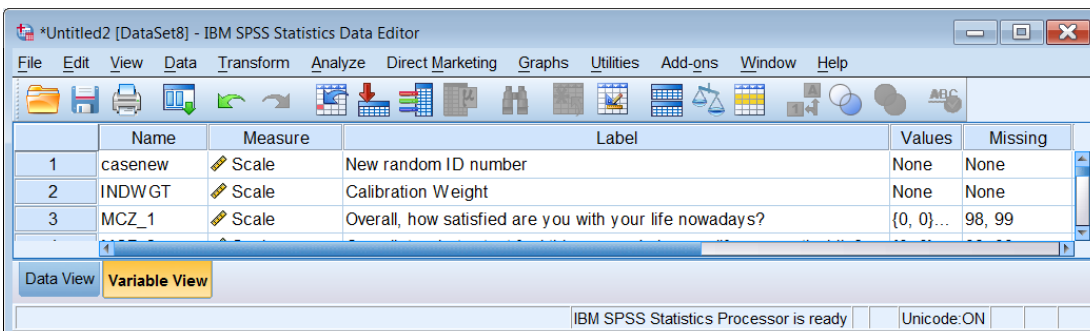 *Untitled2 [DataSet8] - IBM SPSS Statistics Data Editor
File Edit View Data Transform Analyze Direct Marketing Graphs Utilities Add-ons Window Help
A
1 4
ABC
Name Measure Label Values Missing
1 casenew Scale New random ID number None None
2 INDWGT Scale Calibration Weight None None
3 MCZ_1 Scale Overall, how satisfied are you with your life nowadays? {0, 0}... 98, 99
Data View Variable View
IBM SPSS Statistics Processor is ready Unicode:ON